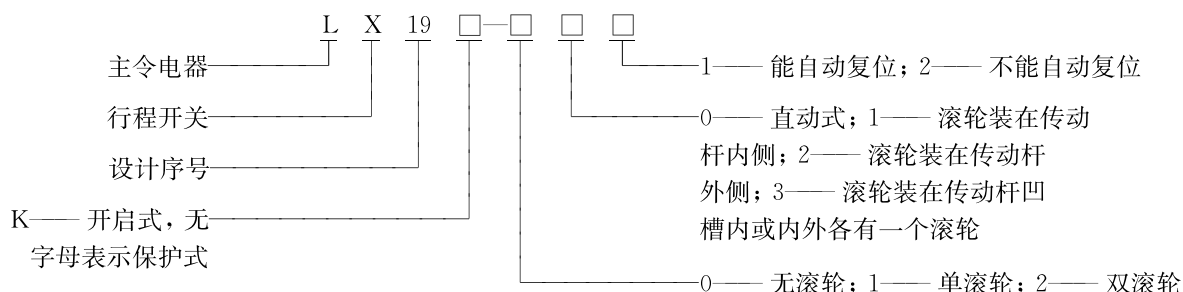 L X 19 □—□ □ □
主令电器
行程开关
设计序号
K—— 开启式，无
字母表示保护式
1—— 能自动复位；2—— 不能自动复位
0—— 直动式；1—— 滚轮装在传动
杆内侧；2—— 滚轮装在传动杆
外侧；3—— 滚轮装在传动杆凹
槽内或内外各有一个滚轮
0—— 无滚轮；1—— 单滚轮；2—— 双滚轮